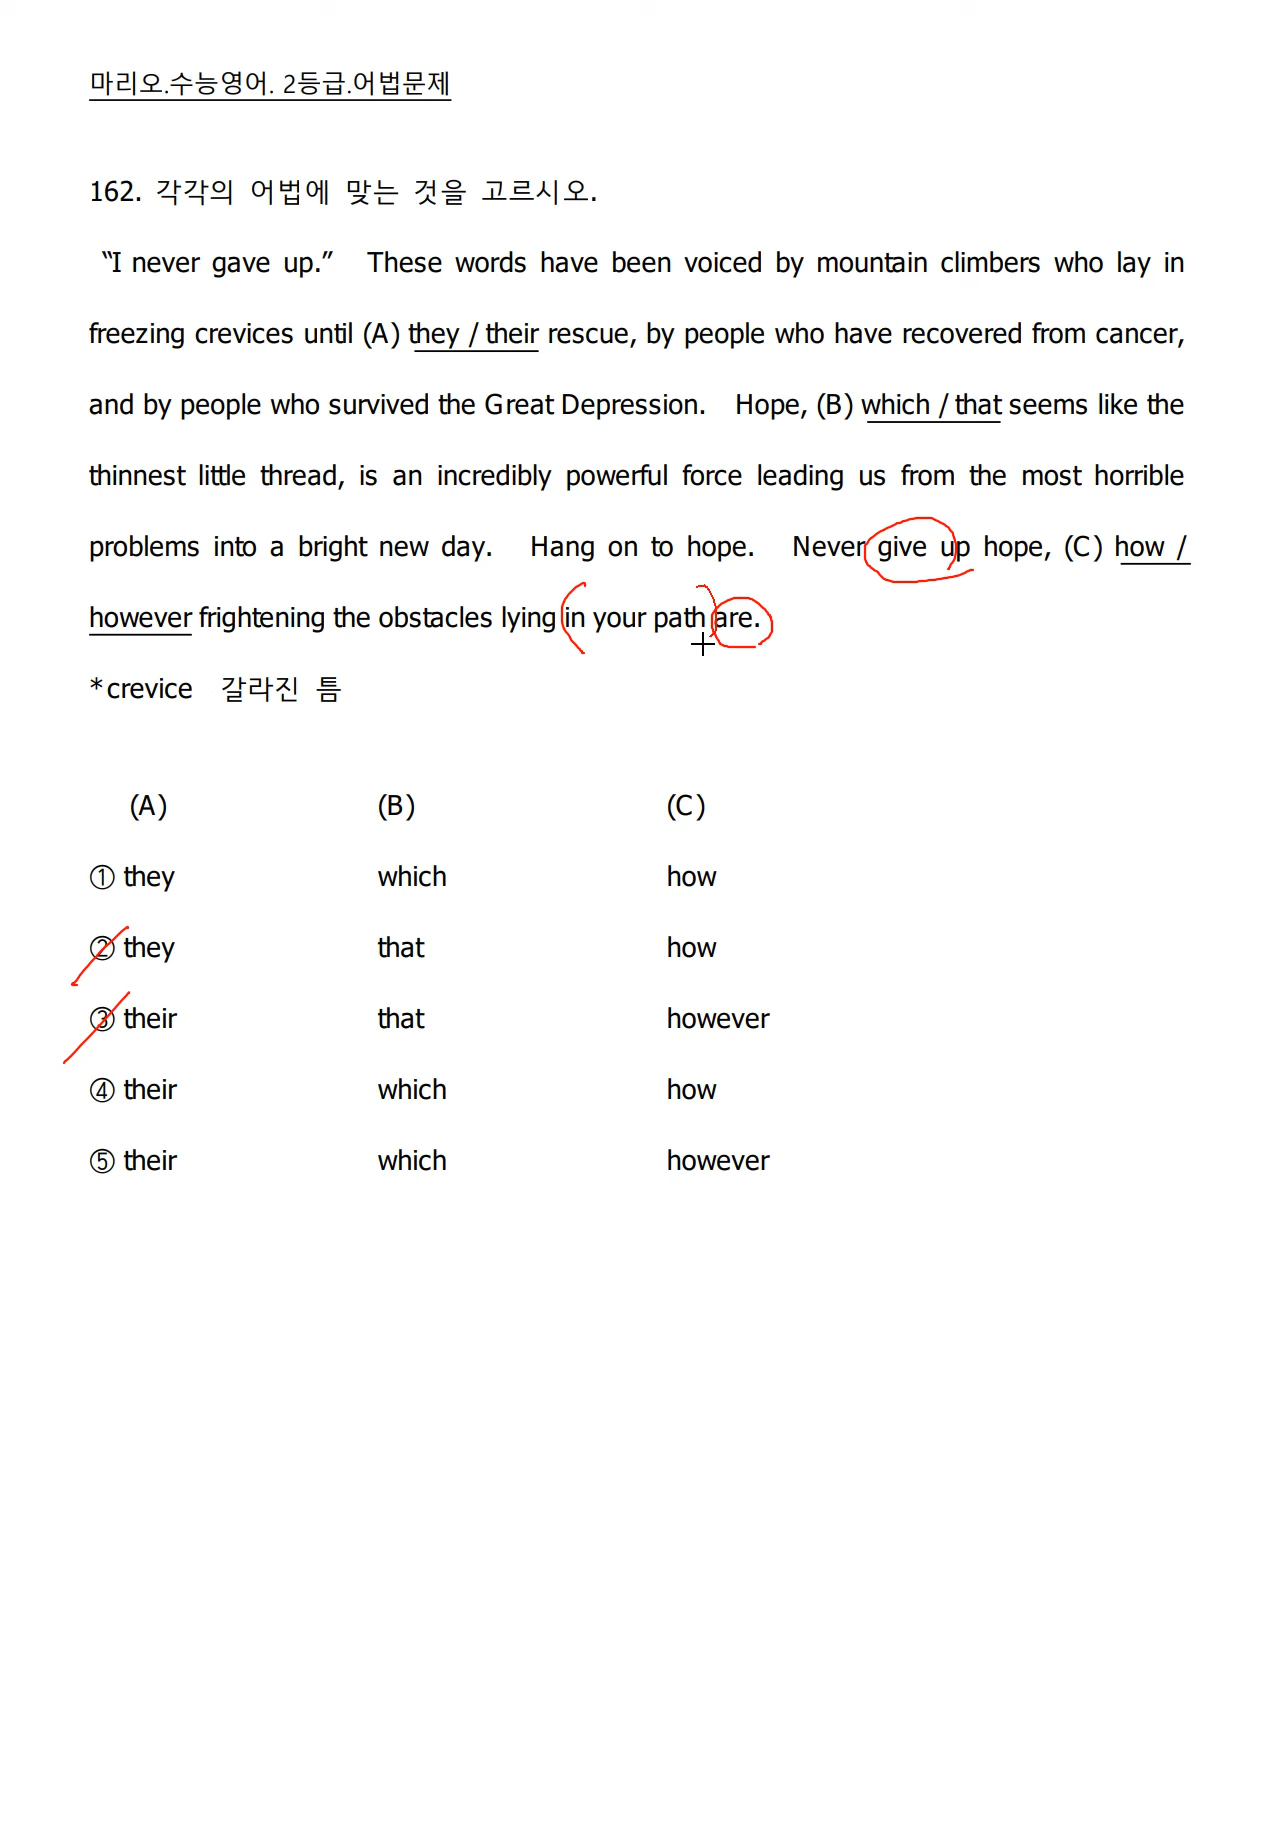 마리오.수능영어. 2등급.어법문제
162. 각각의 어법에 맞는 것을 고르시오.
“I never gave up.” These words have been voiced by mountain climbers who lay in
freezing crevices until (A) they / their rescue, by people who have recovered from cancer,
and by people who survived the Great Depression. Hope, (B) which / that seems like the
thinnest little thread, is an incredibly powerful force leading us from the most horrible
problems into a bright new day. Hang on to hope. Never give up hope, (C) how /
however frightening the obstacles lying in your path are.
*crevice 갈라진 틈
(A) (B) (C)
① they which how
② they that how
③ their that however
④ their which how
⑤ their which however